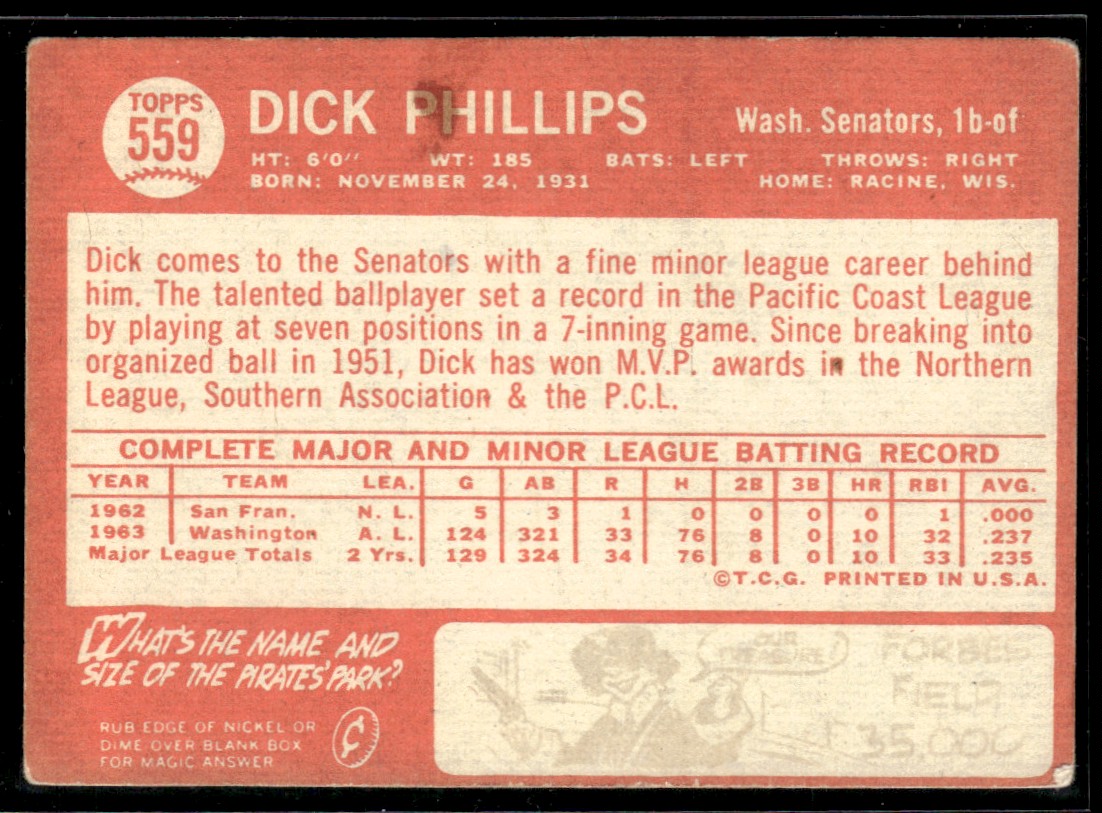 TOPPS
559
DICK PHILLIPS
Wash. Senators, 1b-of
HT: 6'0" WT: 185 BATS: LEFT THROWS: RIGHT
BORN: NOVEMBER 24, 1931 HOME: RACINE, WIS.
Dick comes to the Senators with a fine minor league career behind
him. The talented ballplayer set a record in the Pacific Coast League
by playing at seven positions in a 7-inning game. Since breaking into
organized ball in 1951, Dick has won M.V.P. awards in the Northern
League, Southern Association & the P.C.L.
COMPLETE MAJOR AND MINOR LEAGUE BATTING RECORD
YEAR TEAM LEA. G AB R H 2B 3B HR RBI AVG.
1962 San Fran. N. L. 5 3 1 0 0 0 0 1 .000
1963 Washington A. L. 124 321 33 76 8 0 10 32 .237
Major League Totals 2 Yrs. 129 324 34 76 8 0 10 33 .235
©T.C.G. PRINTED IN U.S.A.
WHAT'S THE NAME AND
SIZE OF THE PIRATES' PARK?
RUB EDGE OF NICKEL OR
DIME OVER BLANK BOX
FOR MAGIC ANSWER
¢
OUR
TREASURE
FORBES
FIELD
35,000